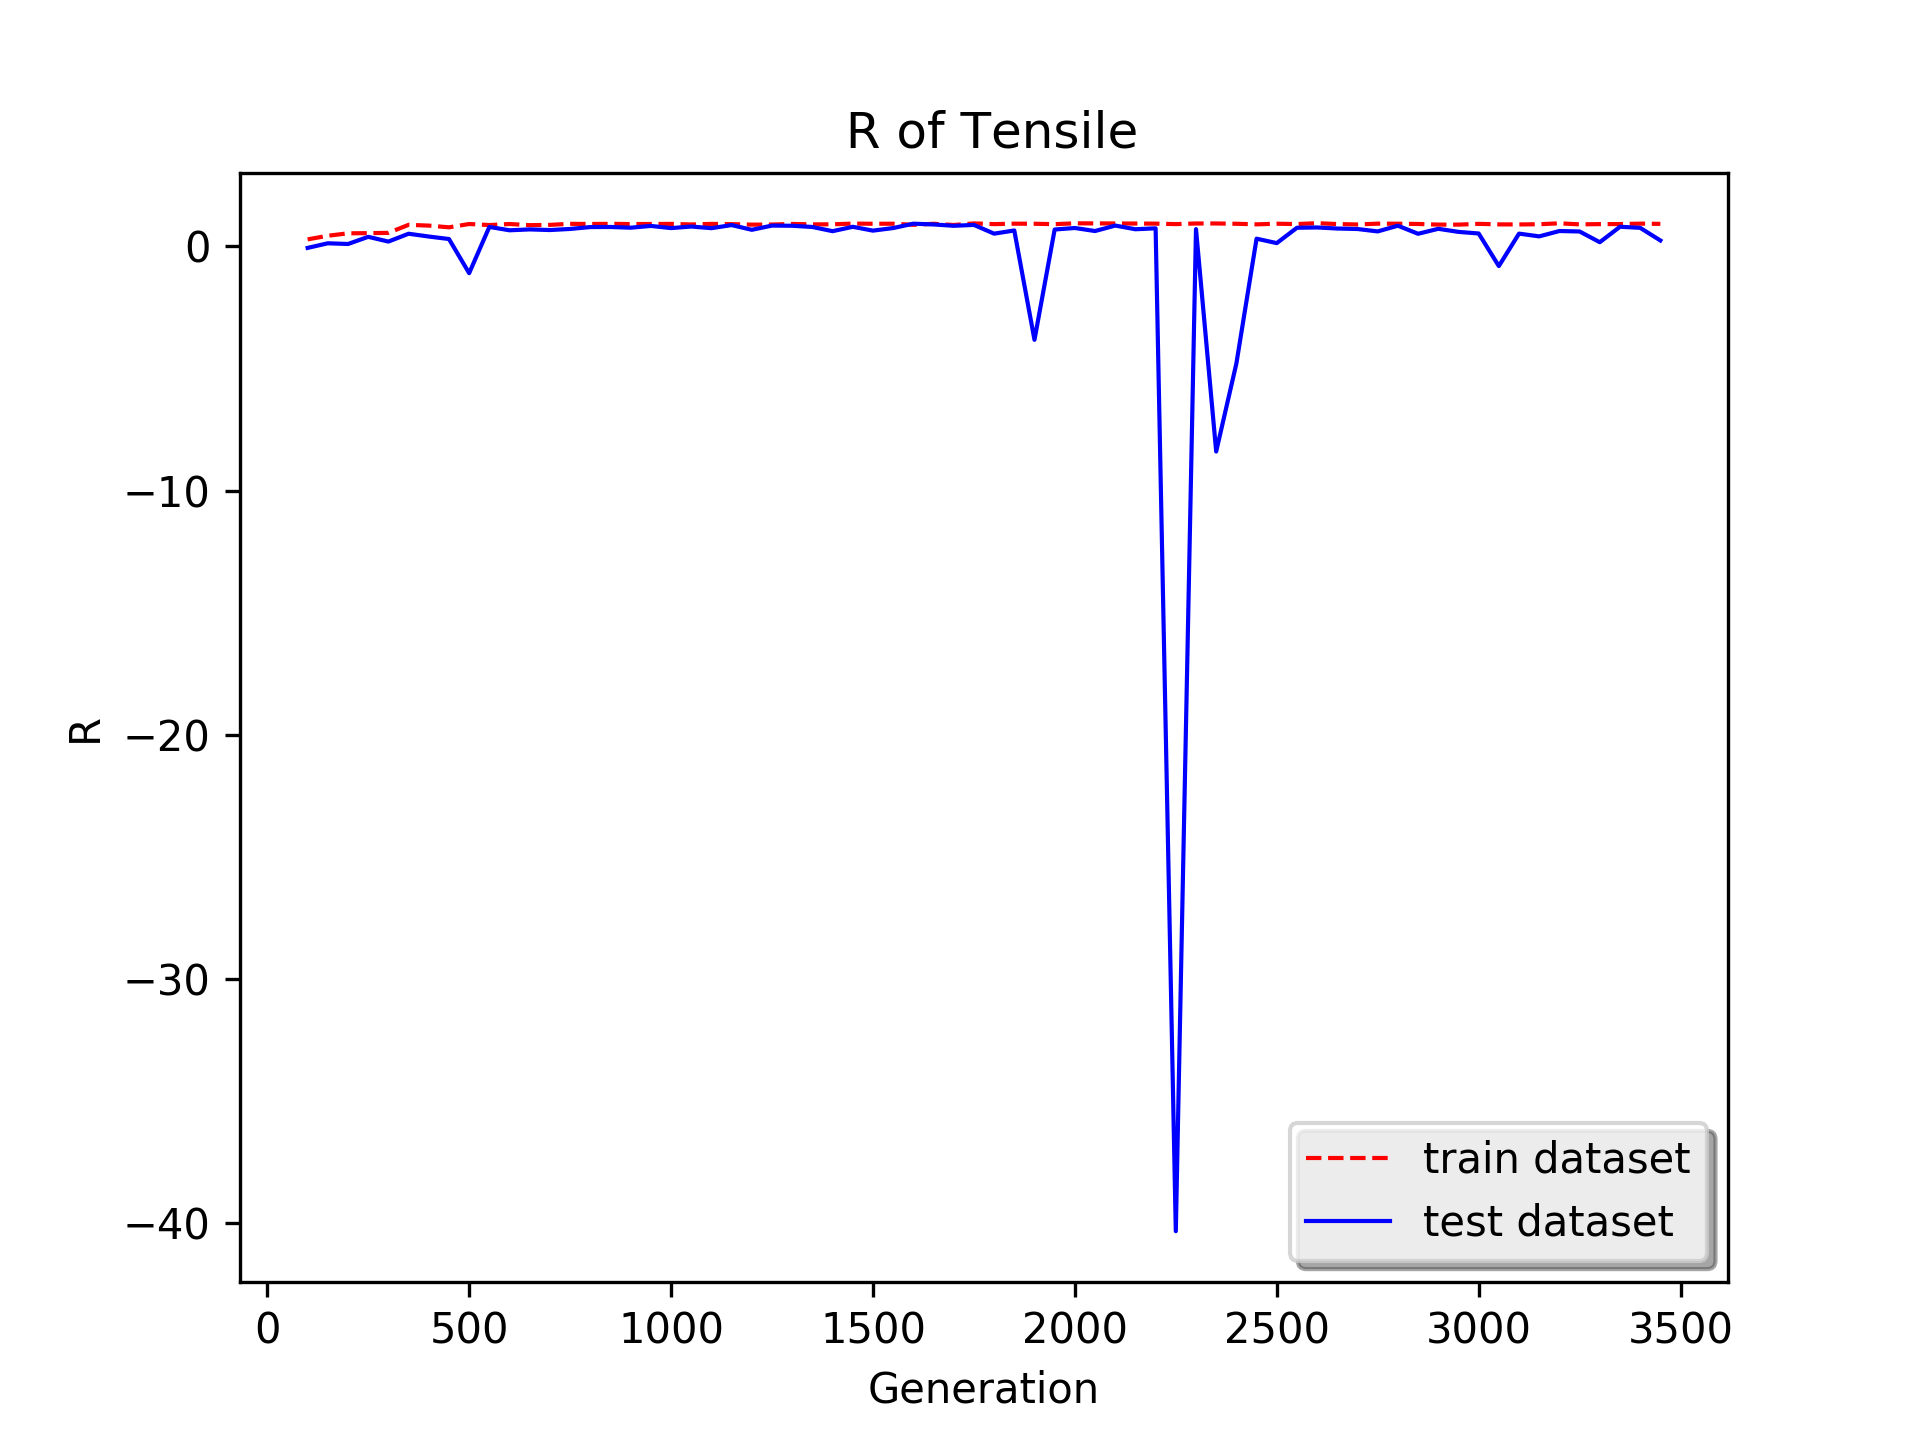 R of Tensile
R
0
−10
−20
−30
−40
train dataset
test dataset
0 500 1000 1500 2000 2500 3000 3500
Generation